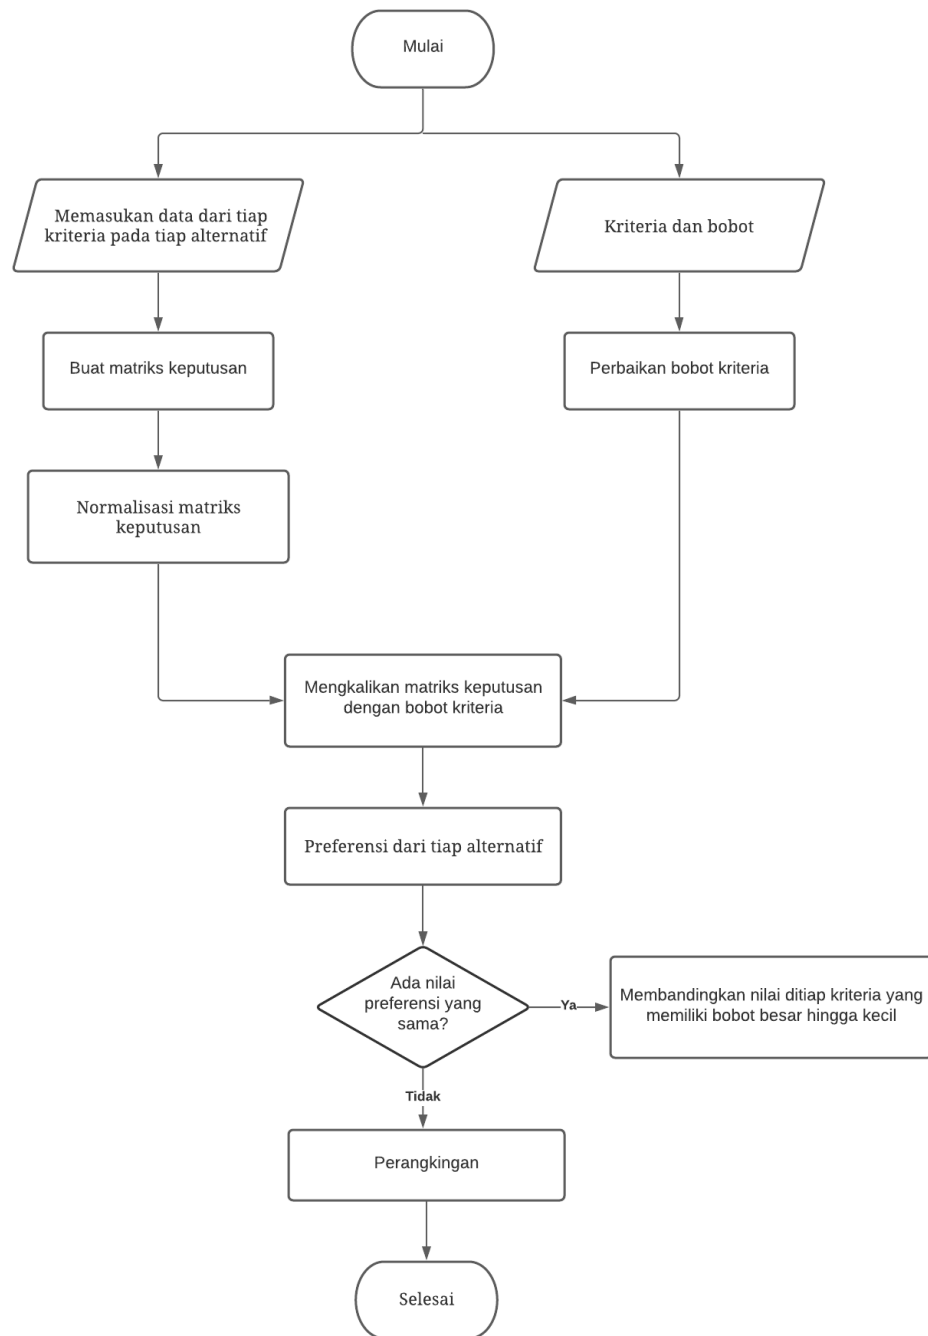 Mulai
Memasukan data dari tiap
kriteria pada tiap alternatif
Kriteria dan bobot
Buat matriks keputusan
Perbaikan bobot kriteria
Normalisasi matriks
keputusan
Mengkalikan matriks keputusan
dengan bobot kriteria
Preferensi dari tiap alternatif
Ada nilai
preferensi yang
sama?
Ya
Membandingkan nilai ditiap kriteria yang
memiliki bobot besar hingga kecil
Tidak
Perangkingan
Selesai